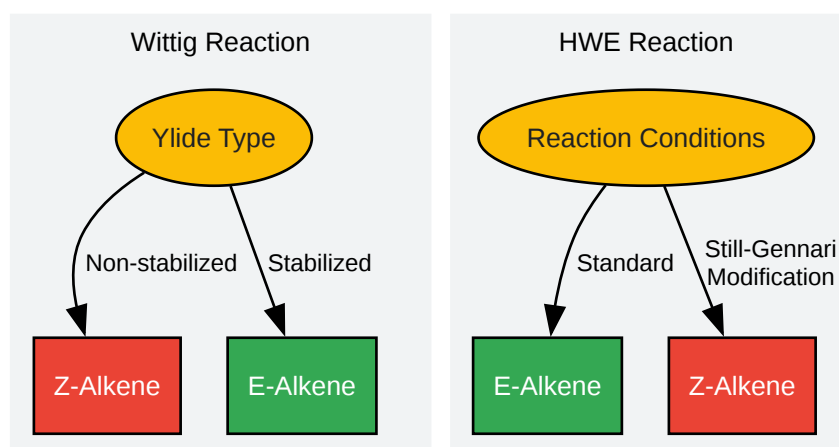 Wittig Reaction
Ylide Type
Non-stabilized
Stabilized
Z-Alkene
E-Alkene
HWE Reaction
Reaction Conditions
Standard
Still-Gennari
Modification
E-Alkene
Z-Alkene